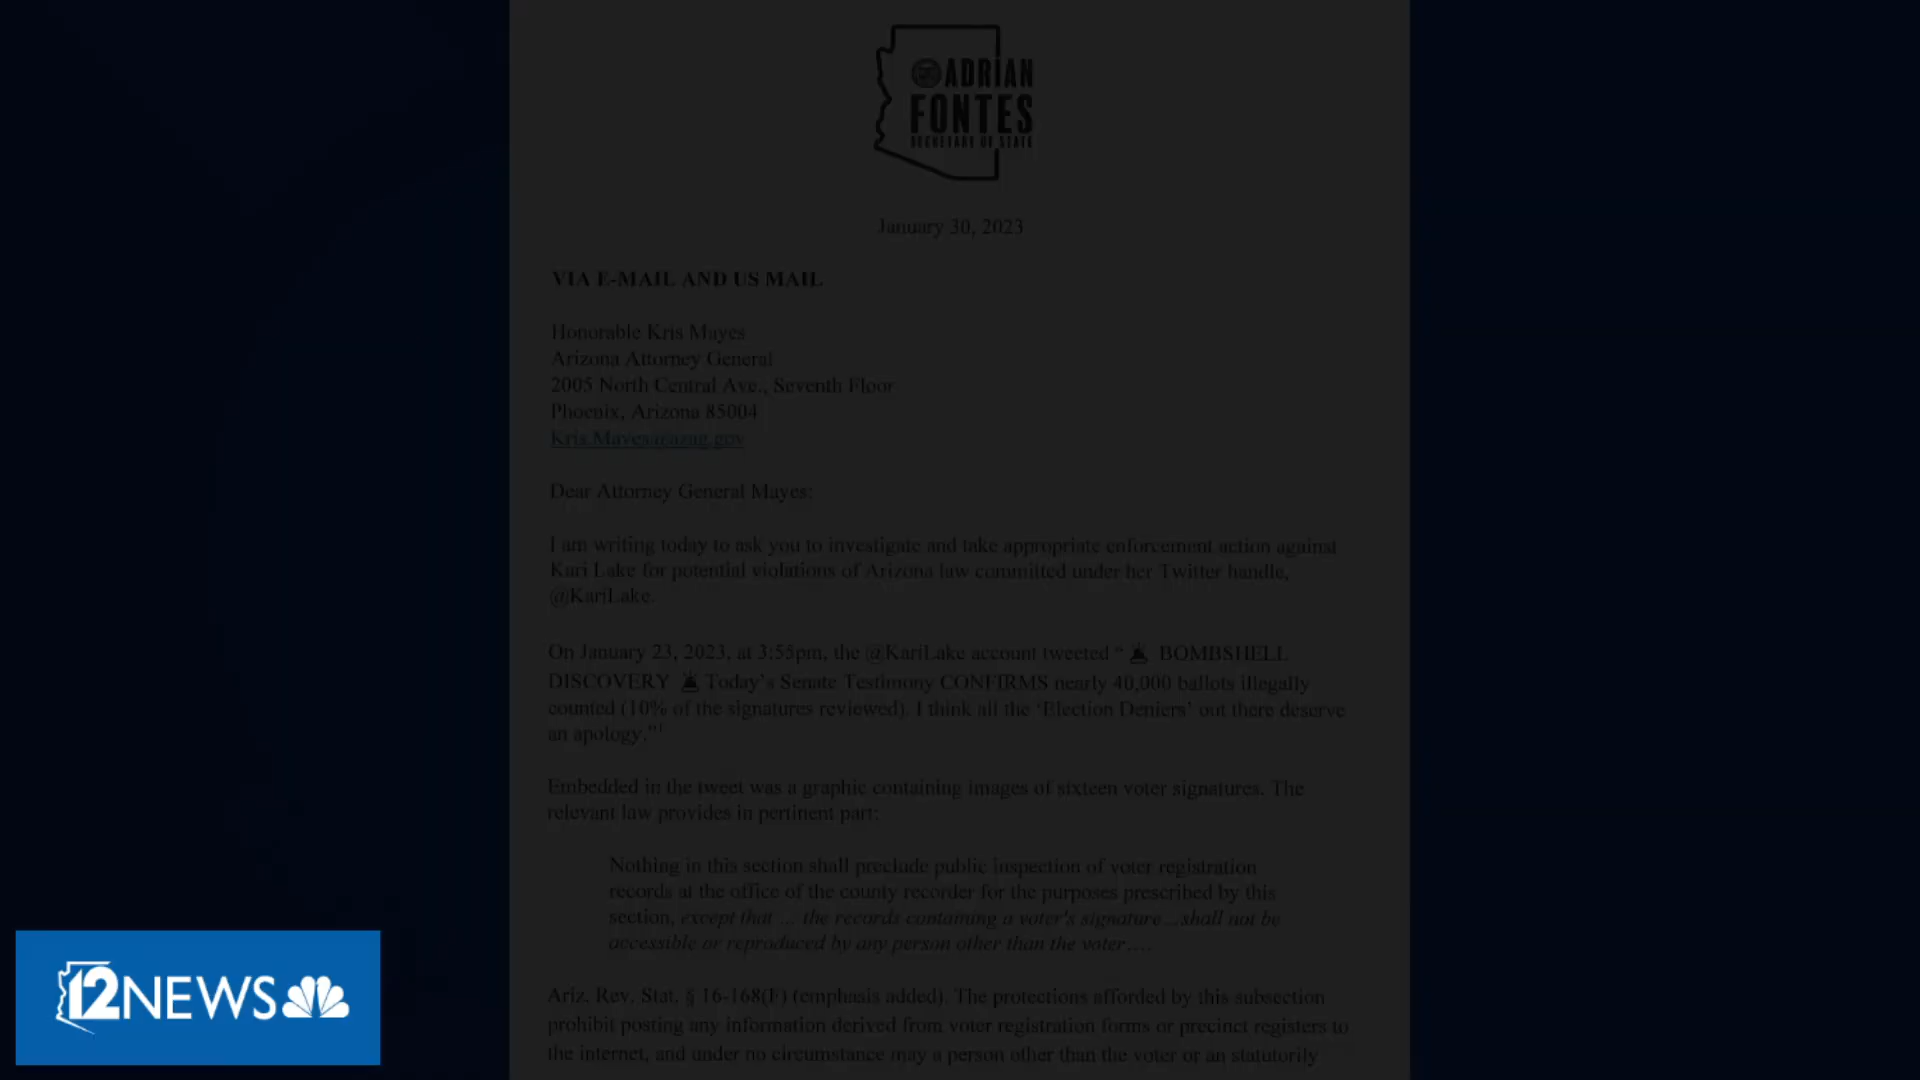 ADRIAN
FONTES
SECRETARY OF STATE
January 30, 2023
VIA E-MAIL AND US MAIL
Honorable Kris Mayes
Arizona Attorney General
2005 North Central Ave., Seventh Floor
Phoenix, Arizona 85004
Kris.Mayes@azag.gov
Dear Attorney General Mayes:
I am writing today to ask you to investigate and take appropriate enforcement action against
Kari Lake for potential violations of Arizona law committed under her Twitter handle,
@KariLake.
On January 23, 2023, at 3:55pm, the @KariLake account tweeted “🚨 BOMBSHELL
DISCOVERY 🚨 Today’s Senate Testimony CONFIRMS nearly 40,000 ballots illegally
counted (10% of the signatures reviewed). I think all the ‘Election Deniers’ out there deserve
an apology.”1
Embedded in the tweet was a graphic containing images of sixteen voter signatures. The
relevant law provides in pertinent part:
Nothing in this section shall preclude public inspection of voter registration
records at the office of the county recorder for the purposes prescribed by this
section, except that ... the records containing a voter's signature...shall not be
accessible or reproduced by any person other than the voter....
Ariz. Rev. Stat. § 16-168(F) (emphasis added). The protections afforded by this subsection
prohibit posting any information derived from voter registration forms or precinct registers to
the internet, and under no circumstance may a person other than the voter or an statutorily
12NEWS